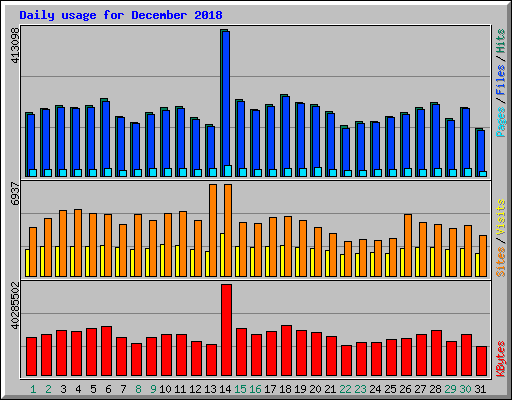 Daily usage for December 2018
413098
Pages / Files / Hits
6937
Sites / Visits
40285502
KBytes
1 2 3 4 5 6 7 8 9 10 11 12 13 14 15 16 17 18 19 20 21 22 23 24 25 26 27 28 29 30 31